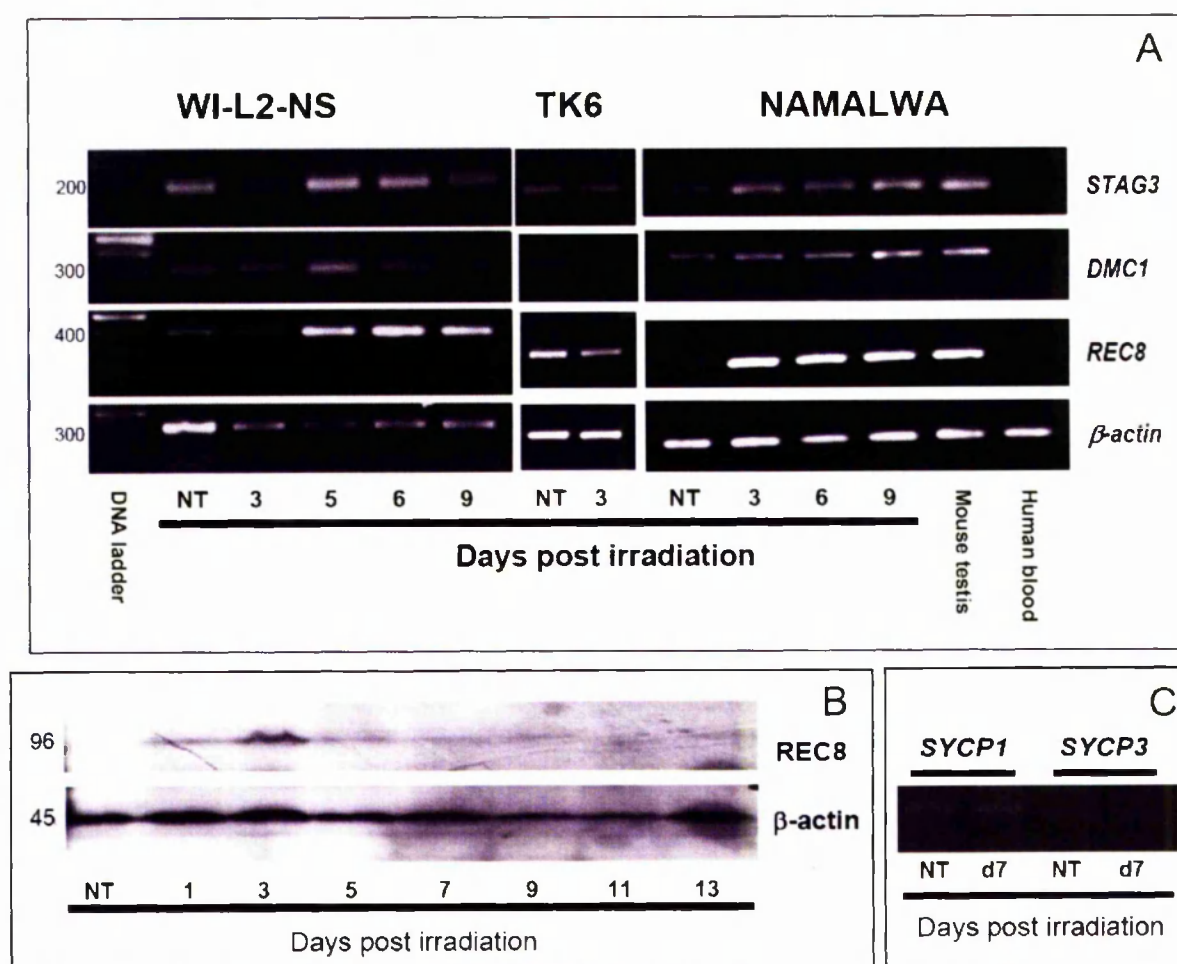 A
WI-L2-NS TK6 NAMALWA
200 STAG3
300 DMC1
400 REC8
300 β-actin
DNA ladder NT 3 5 6 9 NT 3 NT 3 6 9 Mouse testis Human blood
Days post irradiation
B
96 REC8
45 β-actin
NT 1 3 5 7 9 11 13
Days post irradiation
C
SYCP1 SYCP3
NT d7 NT d7
Days post irradiation